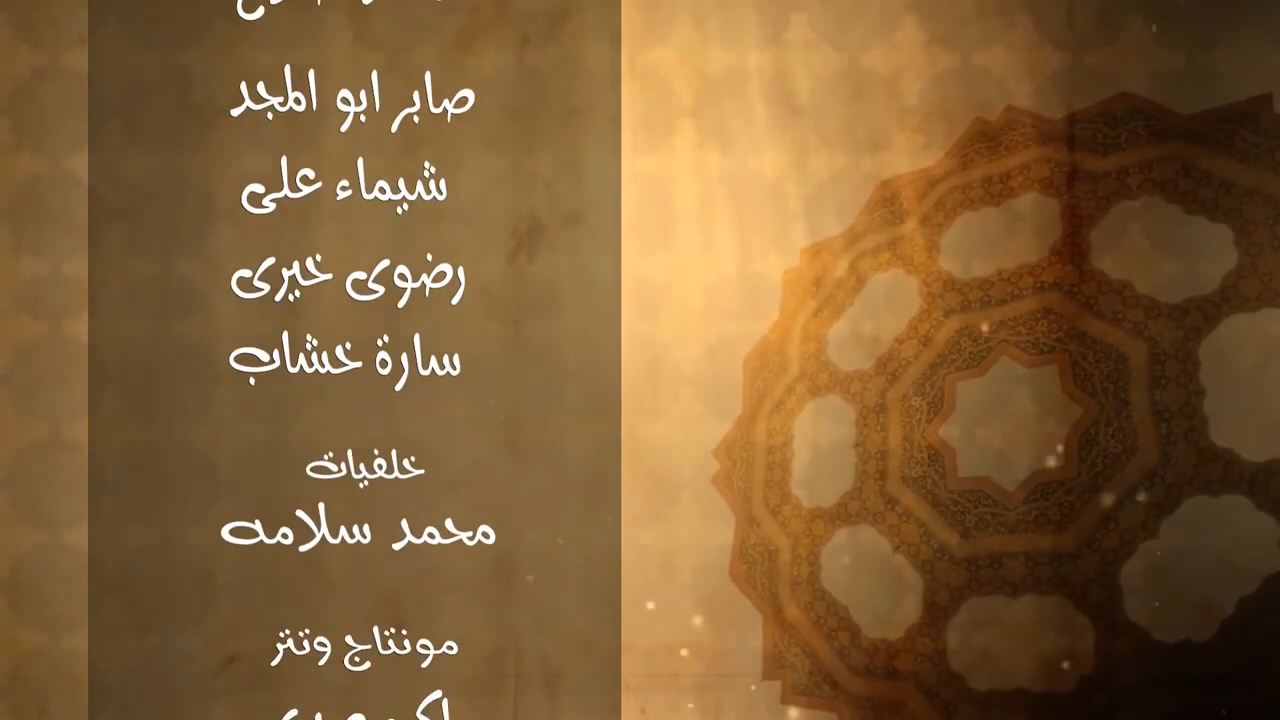 صابر ابو المجد
شيماء على
رضوى خيرى
سارة خشاب
خلفيات
محمد سلامه
مونتاج وتتر